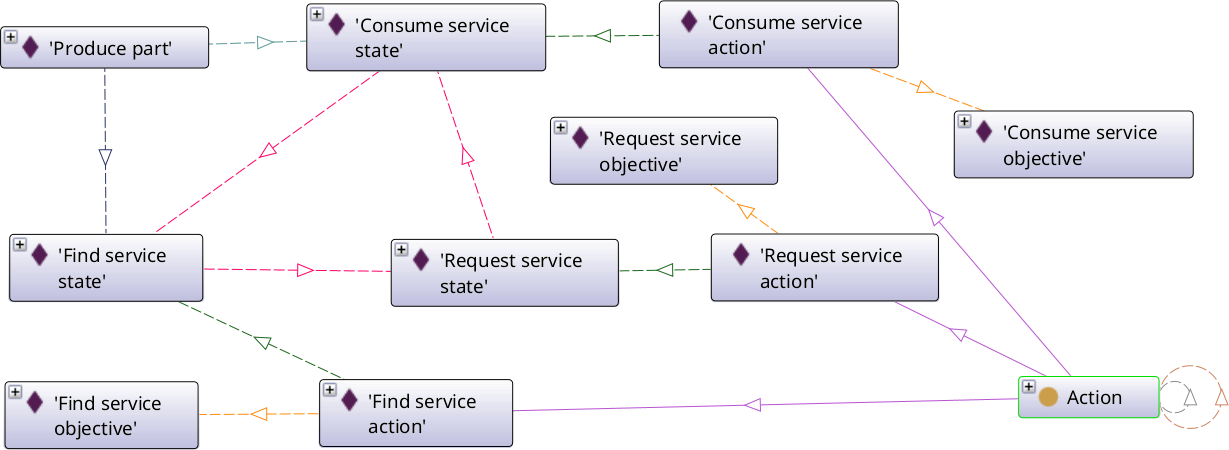 'Produce part'
'Consume service
state'
'Consume service
action'
'Request service
objective'
'Consume service
objective'
'Find service
state'
'Request service
state'
'Request service
action'
'Find service
objective'
'Find service
action'
Action